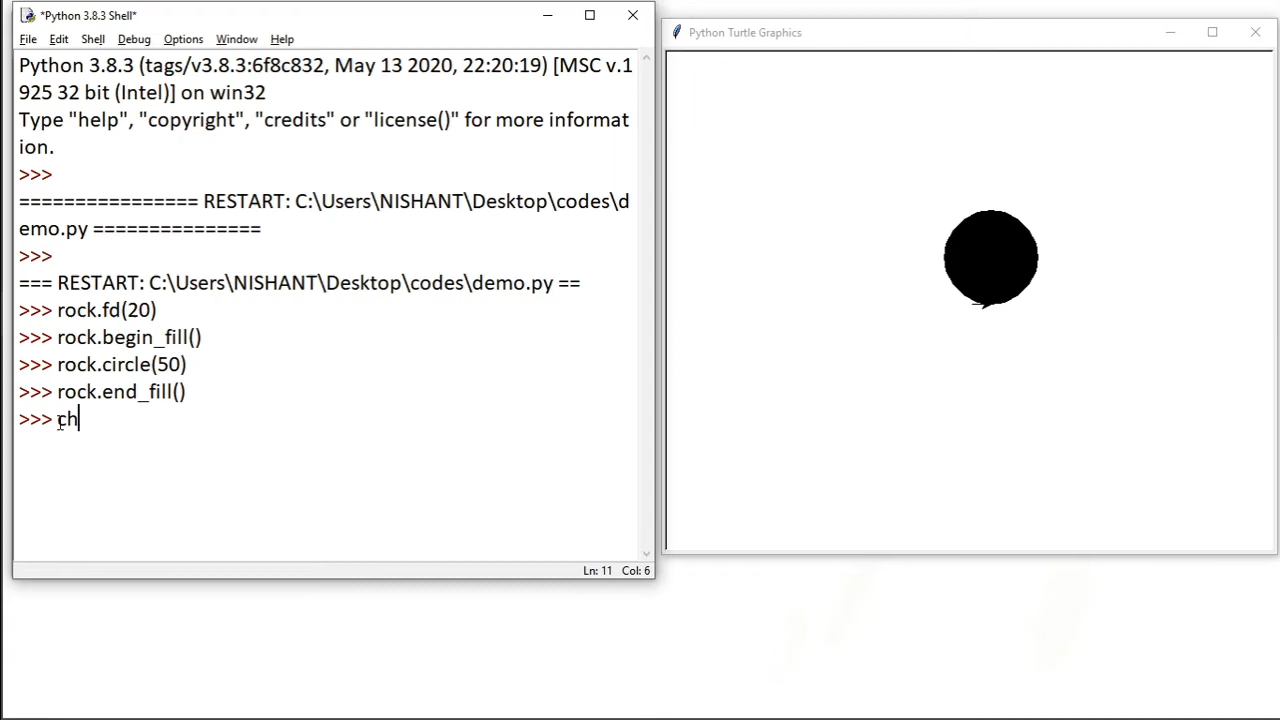 *Python 3.8.3 Shell*
File Edit Shell Debug Options Window Help
Python 3.8.3 (tags/v3.8.3:6f8c832, May 13 2020, 22:20:19) [MSC v.1
925 32 bit (Intel)] on win32
Type "help", "copyright", "credits" or "license()" for more informat
ion.
>>>
================ RESTART: C:\Users\NISHANT\Desktop\codes\d
emo.py ===============
>>>
=== RESTART: C:\Users\NISHANT\Desktop\codes\demo.py ==
>>> rock.fd(20)
>>> rock.begin_fill()
>>> rock.circle(50)
>>> rock.end_fill()
>>> ch
Ln: 11 Col: 6
Python Turtle Graphics